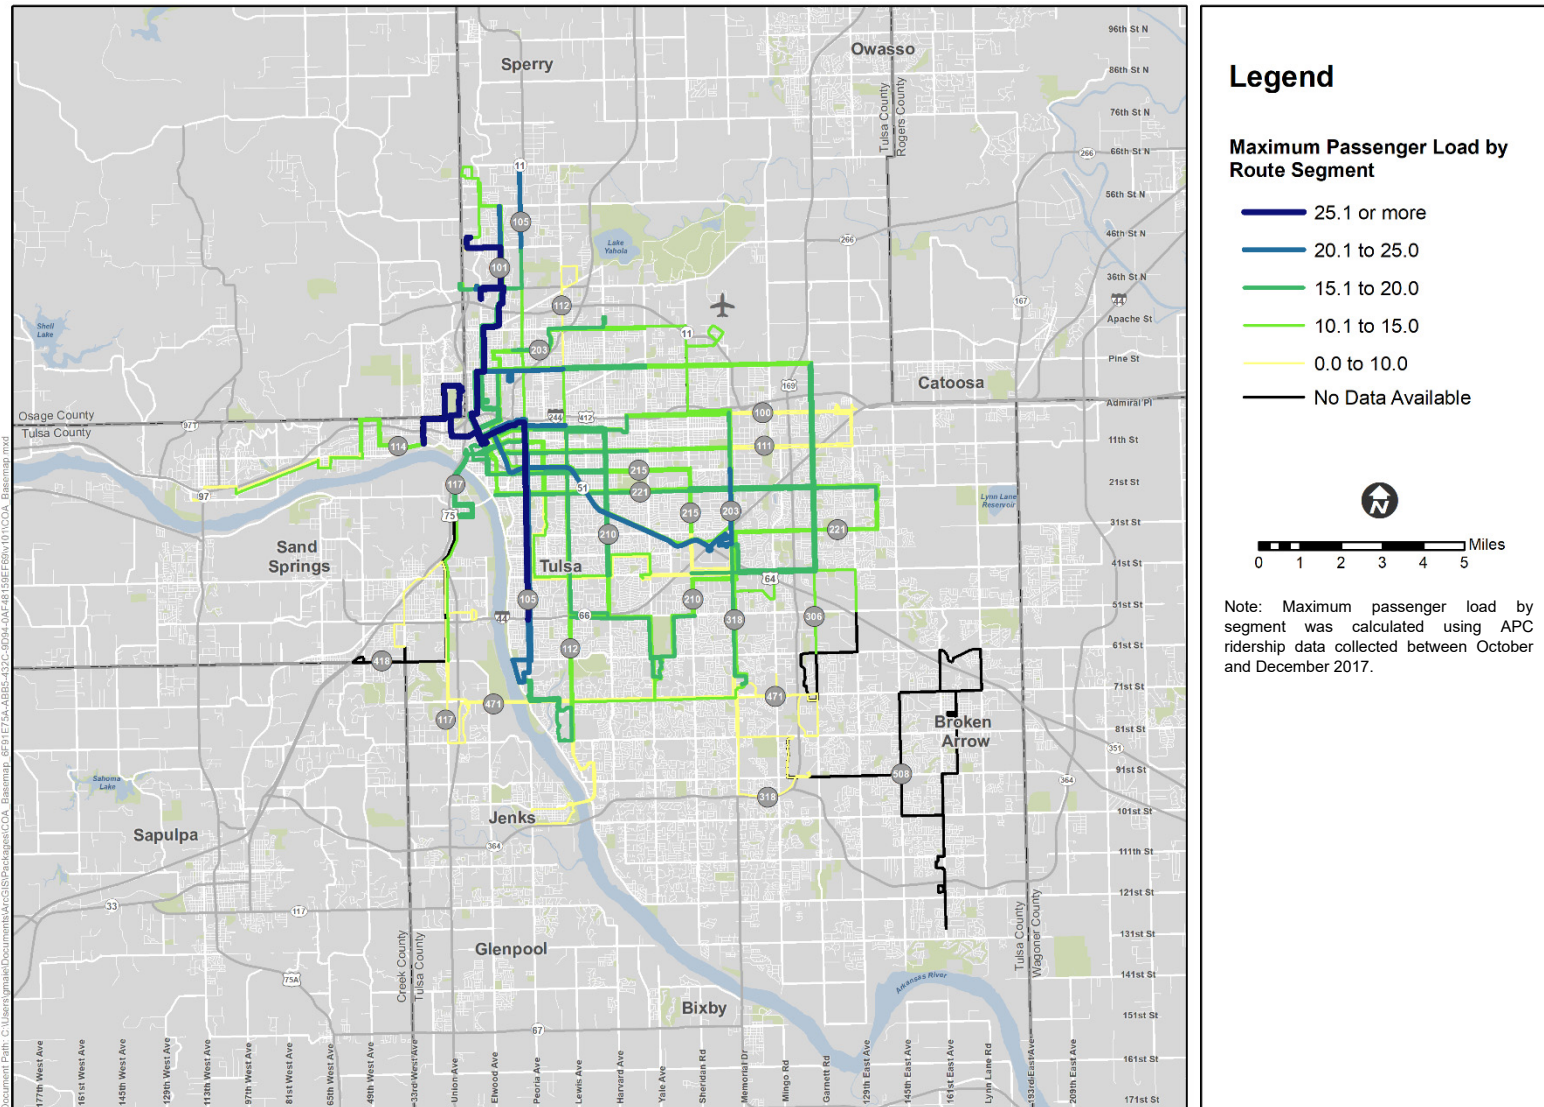 Legend
Maximum Passenger Load by
Route Segment
25.1 or more
20.1 to 25.0
15.1 to 20.0
10.1 to 15.0
0.0 to 10.0
No Data Available
N
0 1 2 3 4 5 Miles
Note: Maximum passenger load by
segment was calculated using APC
ridership data collected between October
and December 2017.
Sperry
Owasso
Catoosa
Sand
Springs
Tulsa
Broken
Arrow
Jenks
Sapulpa
Glenpool
Bixby
Lake
Yahola
Shell
Lake
Lynn Lane
Reservoir
Sahoma
Lake
Arkansas River
Osage County
Tulsa County
Tulsa County
Rogers County
Creek County
Tulsa County
Tulsa County
Wagoner County
96th St N
86th St N
76th St N
66th St N
56th St N
46th St N
36th St N
Apache St
Pine St
Admiral Pl
11th St
21st St
31st St
41st St
51st St
61st St
71st St
81st St
91st St
101st St
111th St
121st St
131st St
141st St
151st St
161st St
171st St
177th West Ave
161st West Ave
145th West Ave
129th West Ave
113th West Ave
97th West Ave
81st West Ave
65th West Ave
49th West Ave
33rd West Ave
Union Ave
Elwood Ave
Peoria Ave
Lewis Ave
Harvard Ave
Yale Ave
Sheridan Rd
Memorial Dr
Mingo Rd
Garnett Rd
129th East Ave
145th East Ave
161st East Ave
Lynn Lane Rd
193rd East Ave
209th East Ave
11
105
101
112
203
11
266
266
167
44
169
244
412
97T
100
111
114
97
117
75
51
215
221
215
203
210
221
64
105
44
66
210
318
306
112
418
471
471
117
508
318
351
364
364
33
117
75A
67